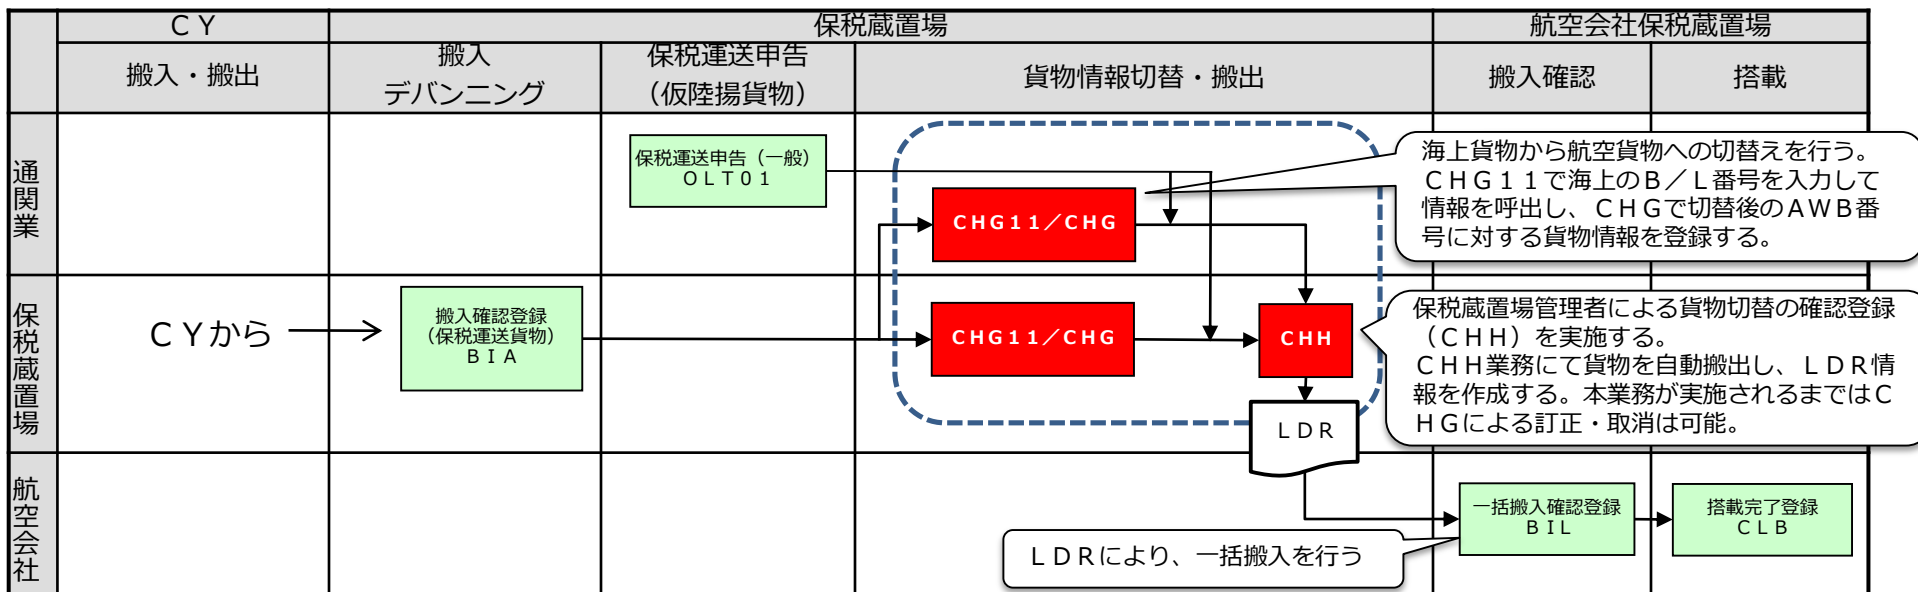 ＣＹ
保税蔵置場
航空会社保税蔵置場
搬入・搬出
搬入
デバンニング
保税運送申告
（仮陸揚貨物）
貨物情報切替・搬出
搬入確認
搭載
通関業
保税運送申告（一般）
ＯＬＴ０１
ＣＨＧ１１／ＣＨＧ
海上貨物から航空貨物への切替えを行う。
ＣＨＧ１１で海上のＢ／Ｌ番号を入力して
情報を呼出し、ＣＨＧで切替後のＡＷＢ番
号に対する貨物情報を登録する。
保税蔵置場
ＣＹから
搬入確認登録
（保税運送貨物）
ＢＩＡ
ＣＨＧ１１／ＣＨＧ
ＣＨＨ
保税蔵置場管理者による貨物切替の確認登録
（ＣＨＨ）を実施する。
ＣＨＨ業務にて貨物を自動搬出し、ＬＤＲ情
報を作成する。本業務が実施されるまではＣ
ＨＧによる訂正・取消は可能。
ＬＤＲ
航空会社
一括搬入確認登録
ＢＩＬ
搭載完了登録
ＣＬＢ
ＬＤＲにより、一括搬入を行う